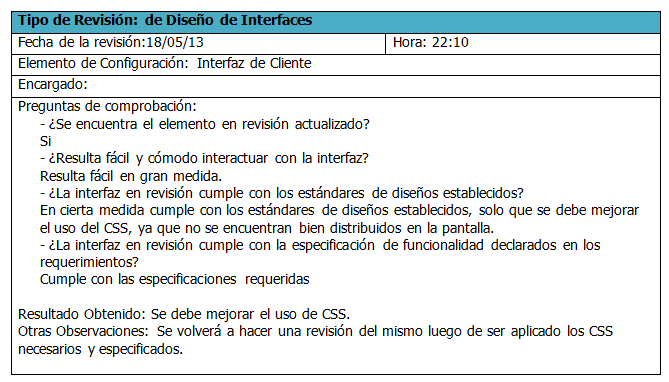 Tipo de Revisión: de Diseño de Interfaces
Fecha de la revisión:18/05/13 Hora: 22:10
Elemento de Configuración: Interfaz de Cliente
Encargado:
Preguntas de comprobación:
- ¿Se encuentra el elemento en revisión actualizado?
Si
- ¿Resulta fácil y cómodo interactuar con la interfaz?
Resulta fácil en gran medida.
- ¿La interfaz en revisión cumple con los estándares de diseños establecidos?
En cierta medida cumple con los estándares de diseños establecidos, solo que se debe mejorar
el uso del CSS, ya que no se encuentran bien distribuidos en la pantalla.
- ¿La interfaz en revisión cumple con la especificación de funcionalidad declarados en los
requerimientos?
Cumple con las especificaciones requeridas
Resultado Obtenido: Se debe mejorar el uso de CSS.
Otras Observaciones: Se volverá a hacer una revisión del mismo luego de ser aplicado los CSS
necesarios y especificados.